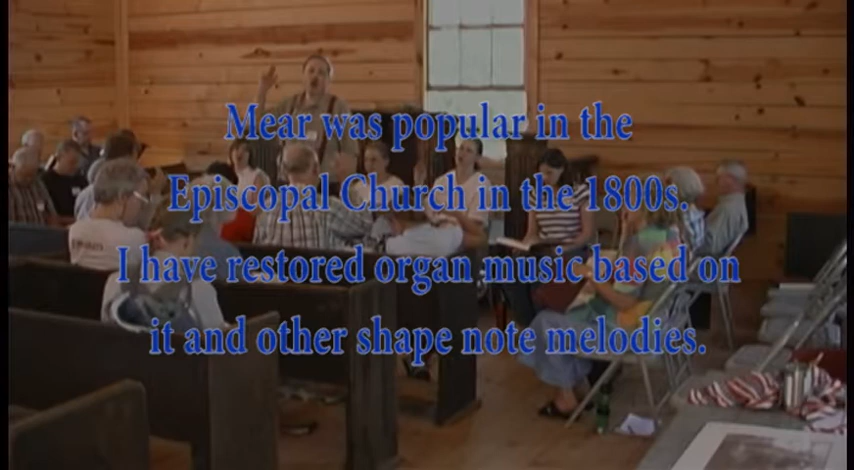 Mear was popular in the
Episcopal Church in the 1800s.
I have restored organ music based on
it and other shape note melodies.